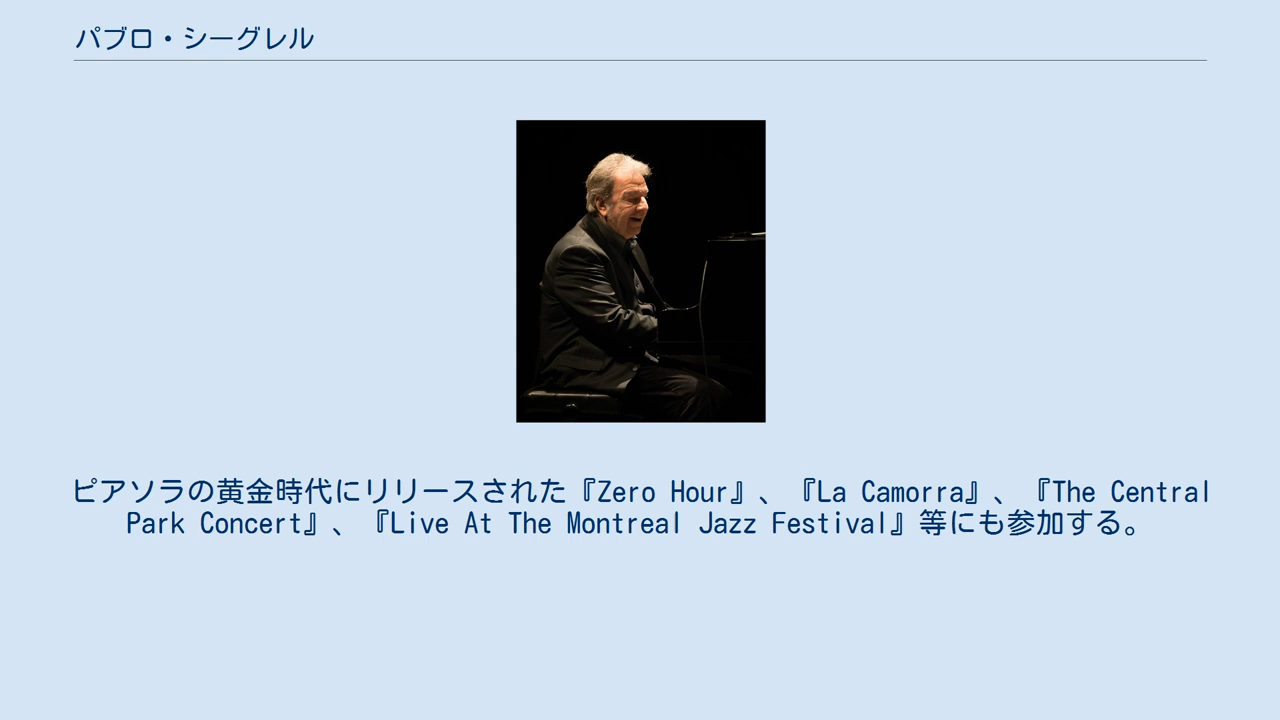 パブロ・シーグレル
ピアソラの黄金時代にリリースされた『Zero Hour』、『La Camorra』、『The Central
Park Concert』、『Live At The Montreal Jazz Festival』等にも参加する。